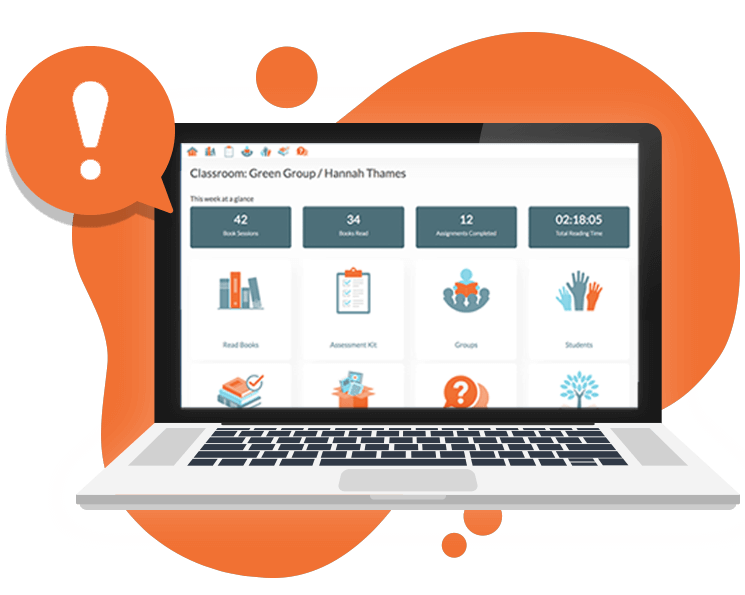 !
Classroom: Green Group / Hannah Thames
This week at a glance
42
Book Sessions
34
Books Read
12
Assignments Completed
02:18:05
Total Reading Time
Read Books
Assessment Kit
Groups
Students
?